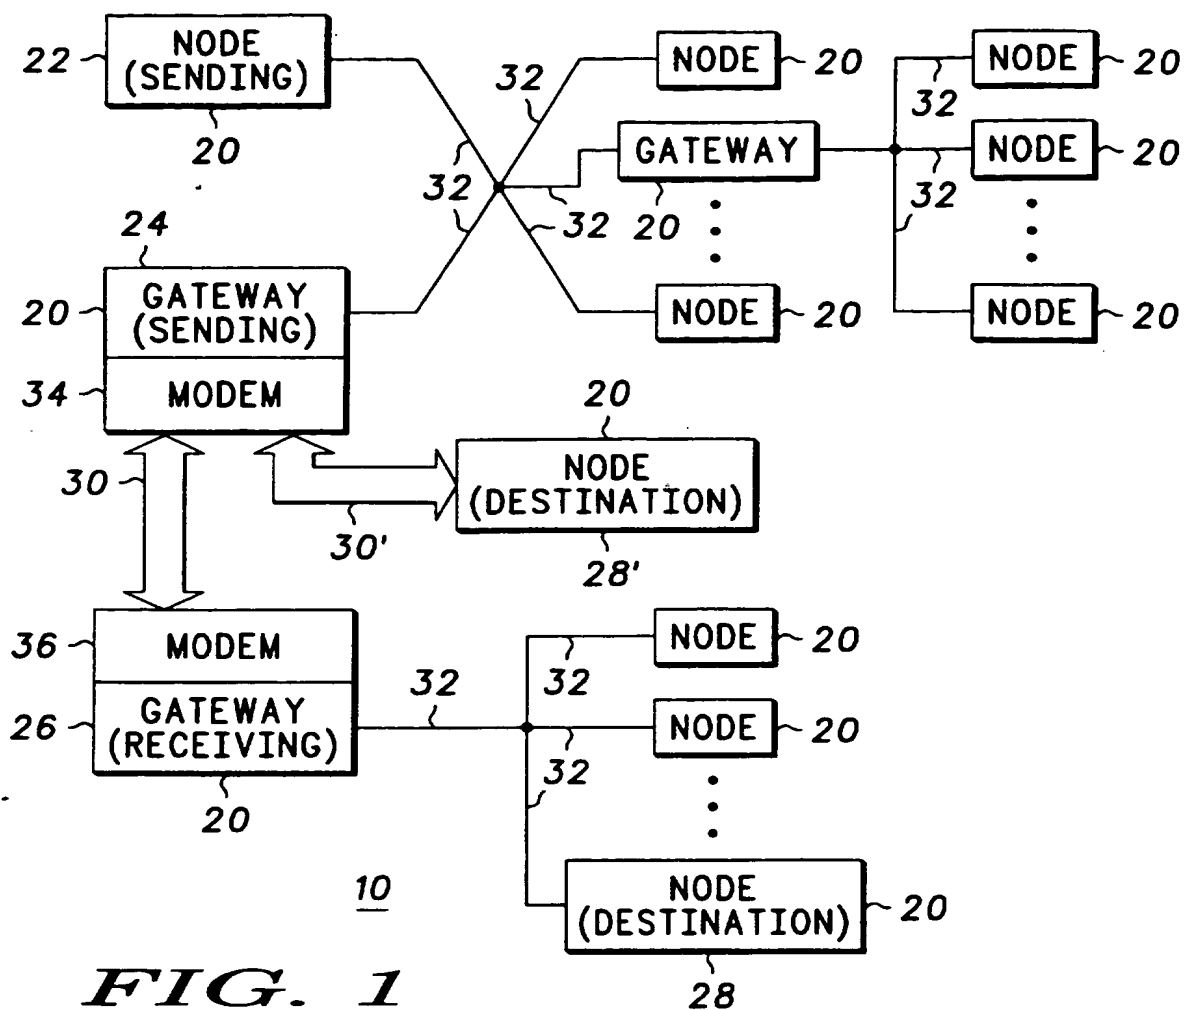 22
NODE
(SENDING)
20
32
NODE
20
32
NODE
20
32
GATEWAY
20
32
NODE
20
32
32
32
24
20
GATEWAY
(SENDING)
NODE
20
NODE
20
34
MODEM
20
NODE
(DESTINATION)
30
30'
28'
36
MODEM
26
GATEWAY
(RECEIVING)
20
32
32
NODE
20
32
NODE
20
NODE
(DESTINATION)
20
28
10
FIG. 1